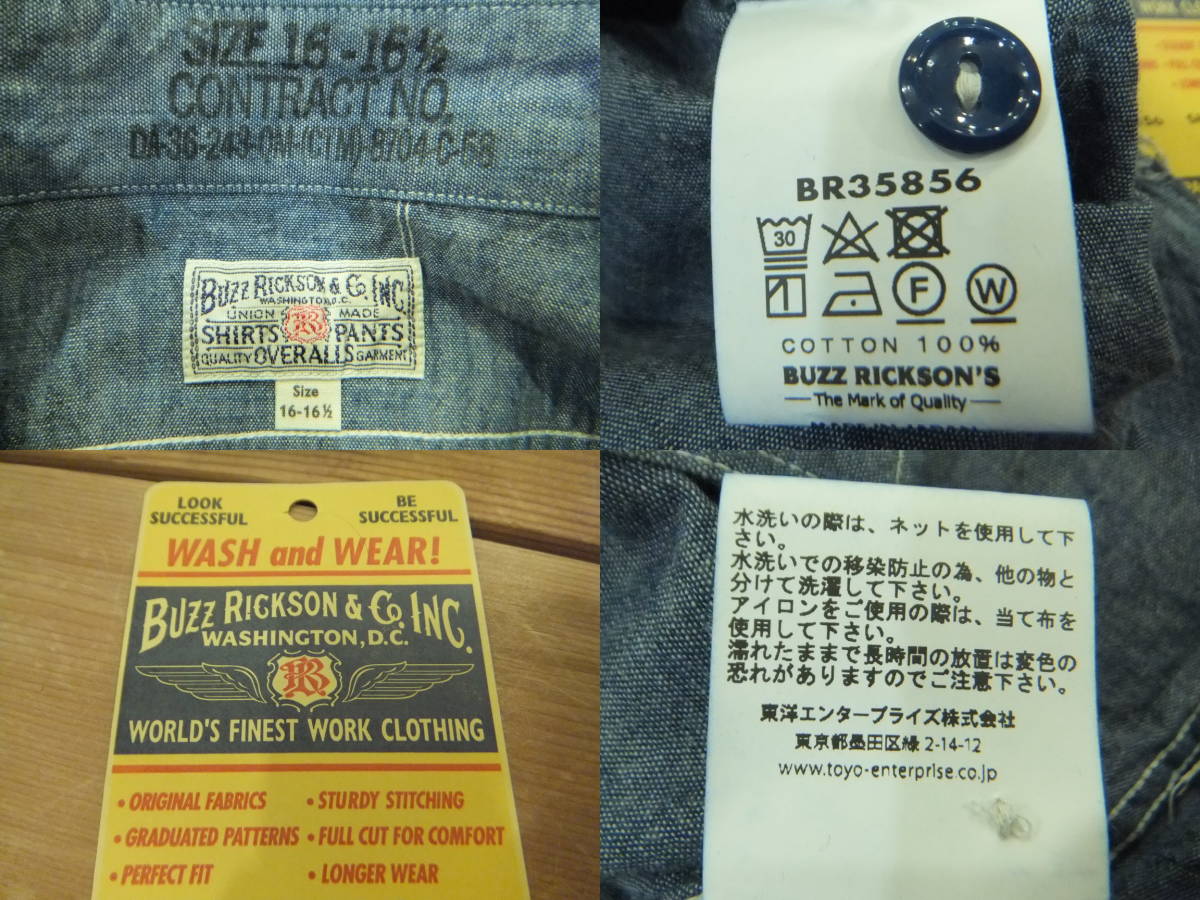 SIZE 16-16½
CONTRACT NO.
DA-36-243-QM-(CTM)-8704-C-58
BUZZ RICKSON & Co. INC
WASHINGTON, D.C.
UNION MADE
SHIRTS PANTS
QUALITY OVERALLS GARMENT
Size
16-16½
BR35856
30
F W
COTTON 100%
BUZZ RICKSON'S
The Mark of Quality
LOOK SUCCESSFUL
BE SUCCESSFUL
WASH and WEAR!
BUZZ RICKSON & Co. INC.
WASHINGTON, D.C.
WORLD'S FINEST WORK CLOTHING
• ORIGINAL FABRICS • STURDY STITCHING
• GRADUATED PATTERNS • FULL CUT FOR COMFORT
• PERFECT FIT • LONGER WEAR
水洗いの際は、ネットを使用して下
さい。
水洗いでの移染防止の為、他の物と
分けて洗濯して下さい。
アイロンをご使用の際は、当て布を
使用して下さい。
濡れたままで長時間の放置は変色の
恐れがありますのでご注意下さい。
東洋エンタープライズ株式会社
東京都墨田区緑 2-14-12
www.toyo-enterprise.co.jp